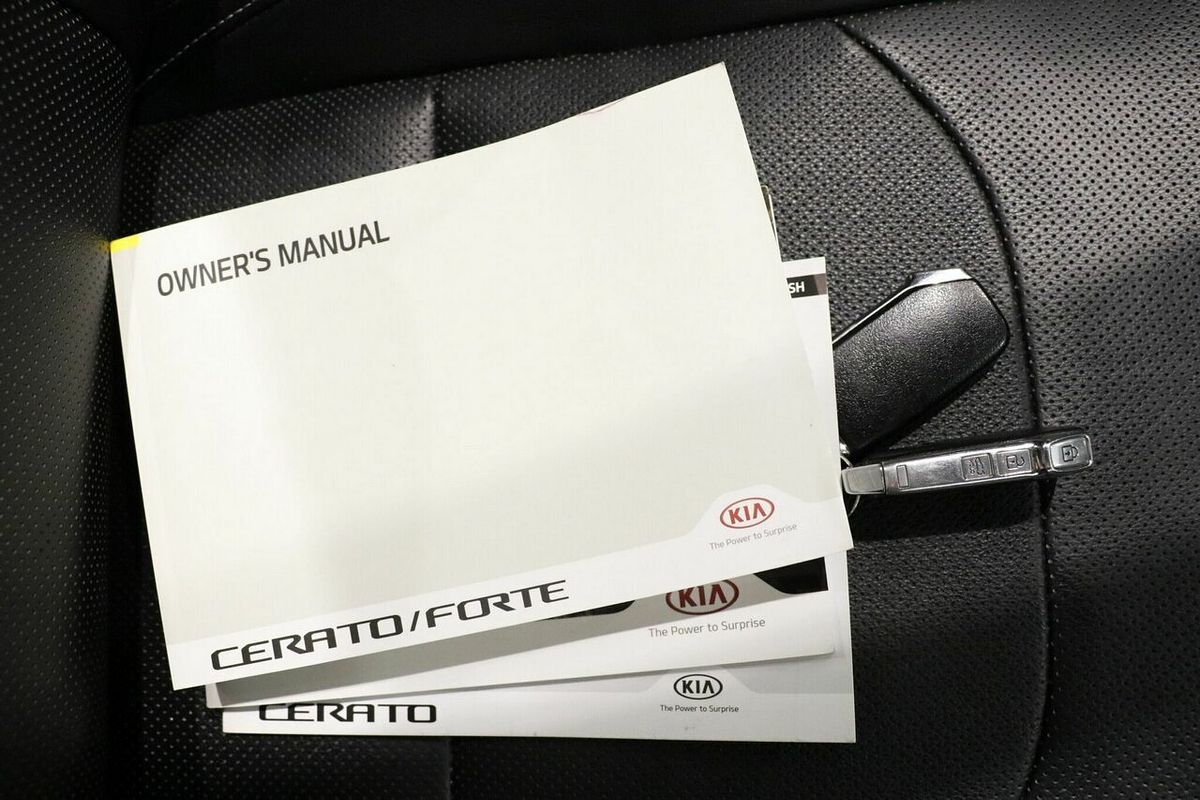 OWNER'S MANUAL
SH
KIA
The Power to Surprise
CERATO/FORTE
KIA
The Power to Surprise
KIA
The Power to Surprise
CERATO